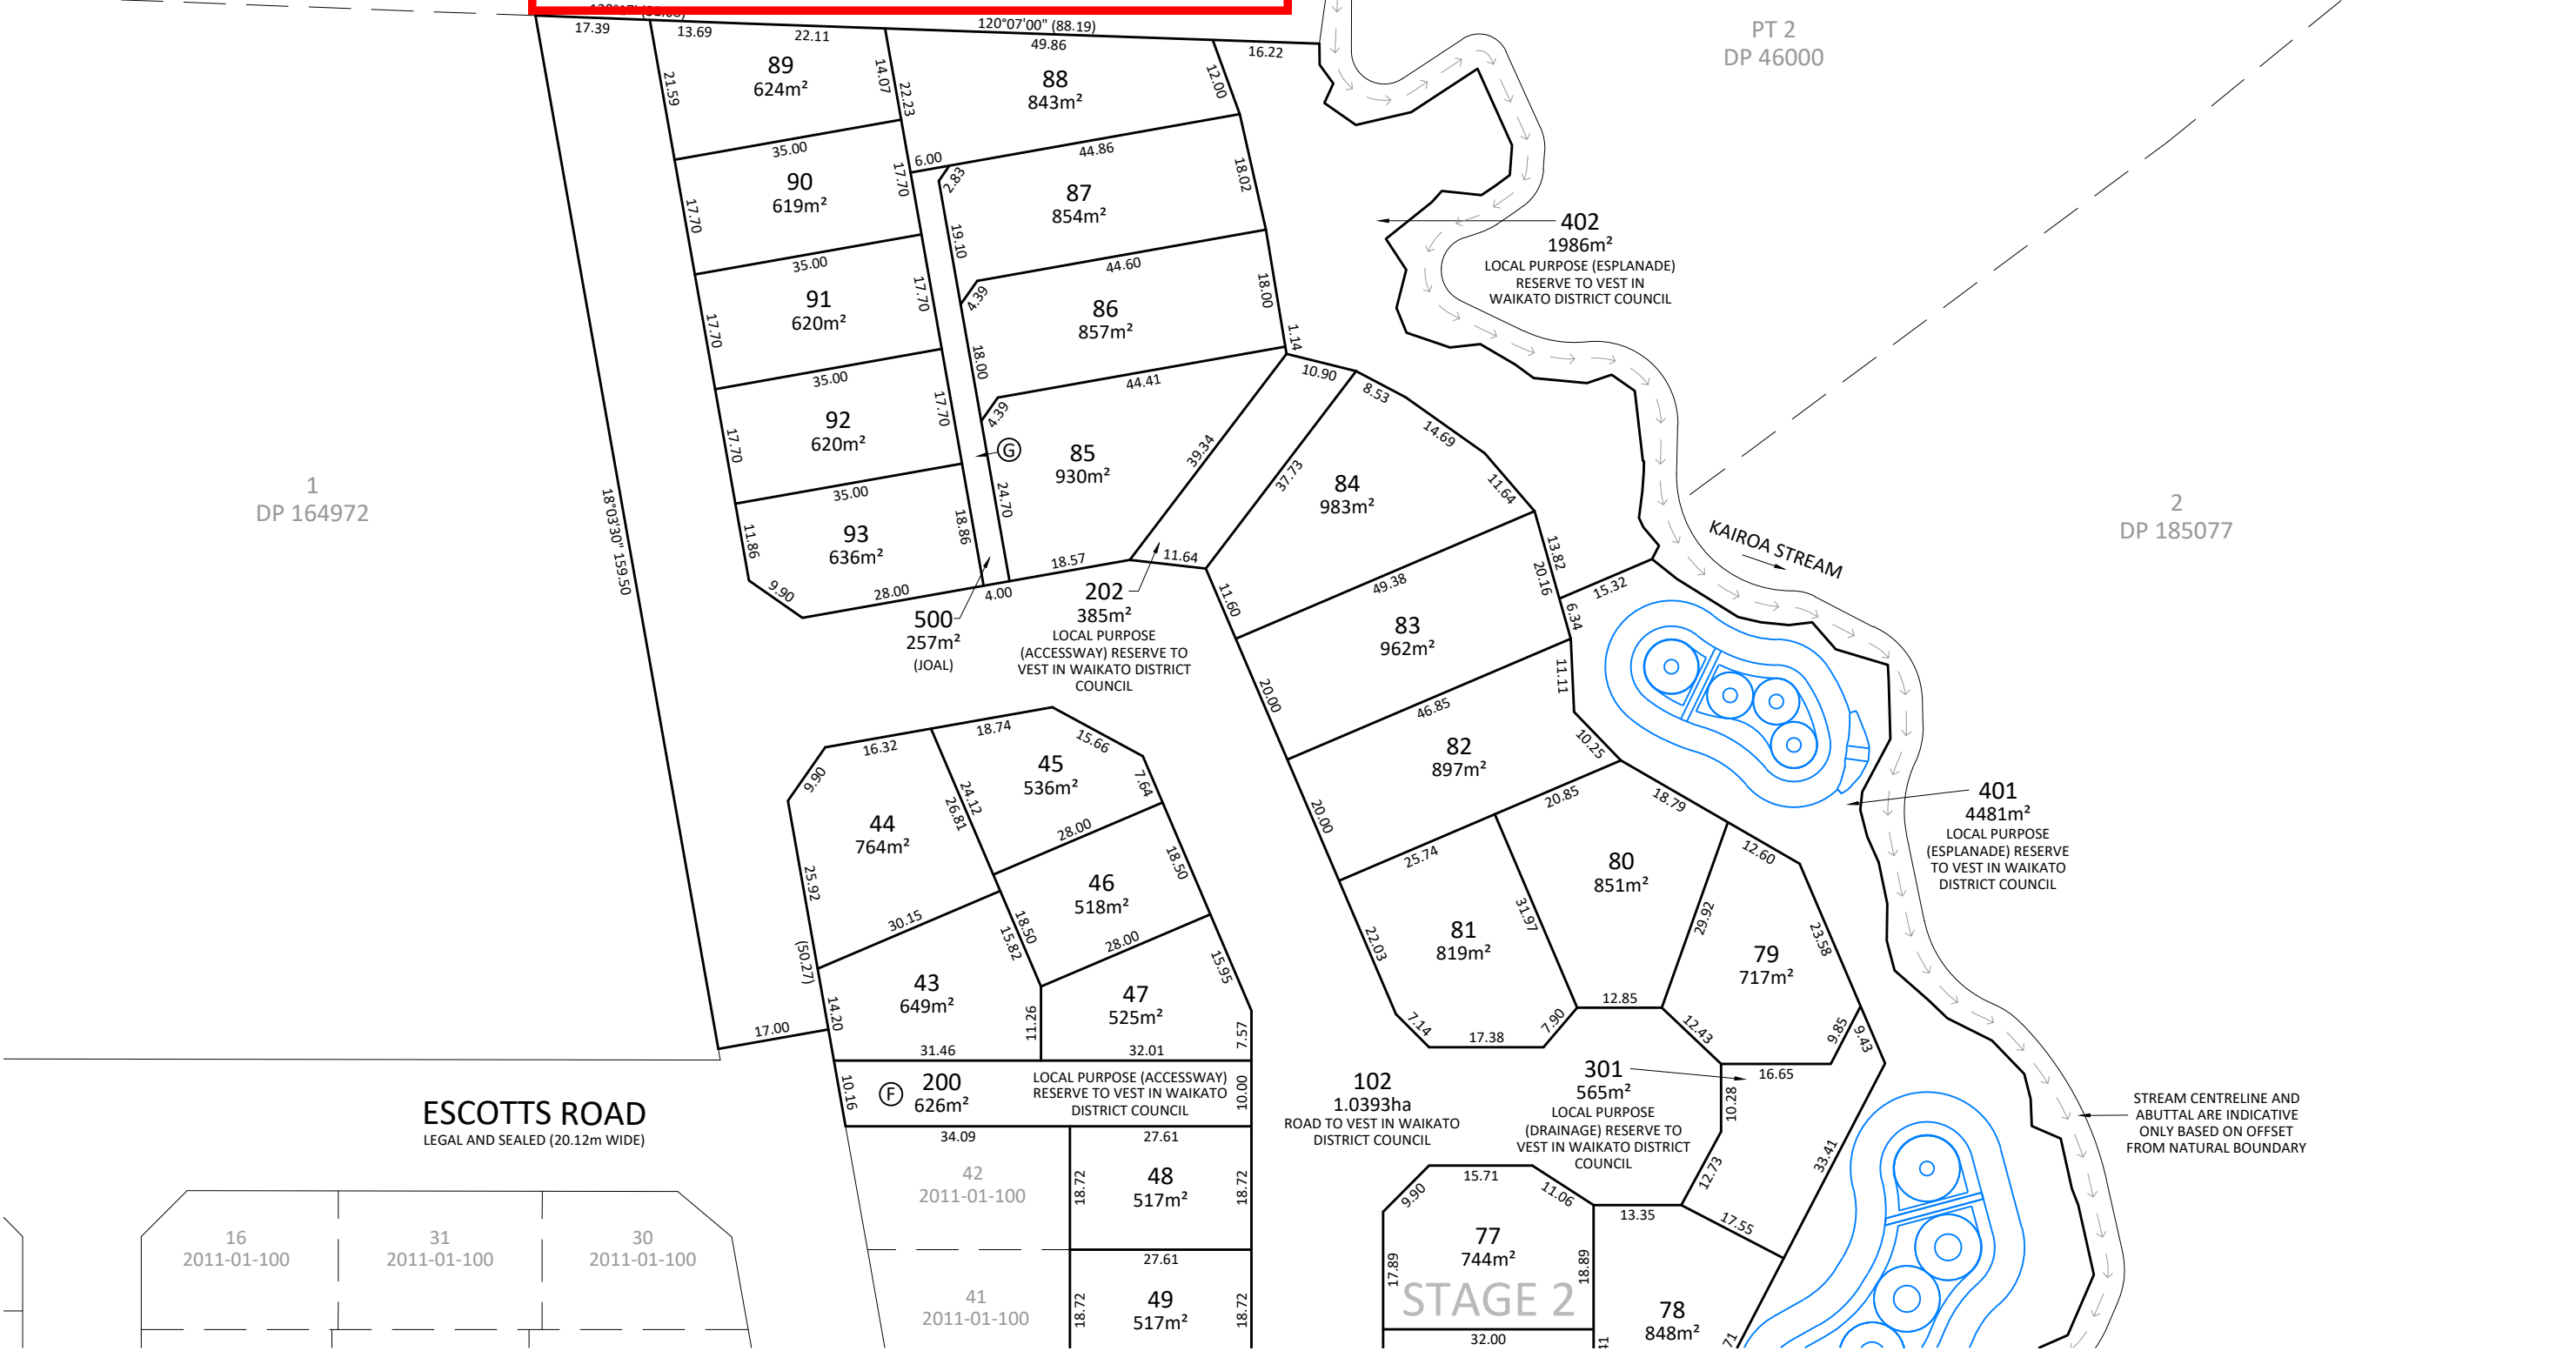 120°07'00" (88.19)
17.39
13.69
22.11
49.86
16.22
PT 2
DP 46000
89
624m²
21.59
14.07
22.23
88
843m²
12.00
35.00
6.00
44.86
90
619m²
17.70
17.70
2.83
87
854m²
18.02
19.10
35.00
44.60
402
1986m²
LOCAL PURPOSE (ESPLANADE)
RESERVE TO VEST IN
WAIKATO DISTRICT COUNCIL
91
620m²
17.70
17.70
4.39
86
857m²
18.00
1.14
18.00
35.00
44.41
10.90
8.53
92
620m²
17.70
17.70
4.39
G
85
930m²
39.34
37.73
14.69
11.64
84
983m²
1
DP 164972
18°03'30" 159.50
35.00
24.70
93
636m²
11.86
18.86
9.90
28.00
4.00
18.57
11.64
500
257m²
(JOAL)
202
385m²
LOCAL PURPOSE
(ACCESSWAY) RESERVE TO
VEST IN WAIKATO DISTRICT
COUNCIL
2
DP 185077
KAIROA STREAM
13.82
20.16
15.32
6.34
11.60
49.38
83
962m²
20.00
11.11
46.85
10.25
82
897m²
20.00
20.85
25.74
18.79
16.32
18.74
15.66
9.90
45
536m²
7.64
24.12
26.81
44
764m²
28.00
25.92
46
518m²
18.50
30.15
18.50
15.82
28.00
(50.27)
401
4481m²
LOCAL PURPOSE
(ESPLANADE) RESERVE
TO VEST IN WAIKATO
DISTRICT COUNCIL
12.60
80
851m²
31.97
29.92
81
819m²
22.03
79
717m²
23.58
43
649m²
14.20
17.00
11.26
47
525m²
15.95
7.57
31.46
32.01
7.14
17.38
7.90
12.85
12.43
9.85
9.43
16.65
10.16
F
200
626m²
LOCAL PURPOSE (ACCESSWAY)
RESERVE TO VEST IN WAIKATO
DISTRICT COUNCIL
10.00
102
1.0393ha
ROAD TO VEST IN WAIKATO
DISTRICT COUNCIL
301
565m²
LOCAL PURPOSE
(DRAINAGE) RESERVE TO
VEST IN WAIKATO DISTRICT
COUNCIL
10.28
12.73
33.41
17.55
STREAM CENTRELINE AND
ABUTTAL ARE INDICATIVE
ONLY BASED ON OFFSET
FROM NATURAL BOUNDARY
ESCOTTS ROAD
LEGAL AND SEALED (20.12m WIDE)
34.09
27.61
42
2011-01-100
18.72
48
517m²
18.72
27.61
41
2011-01-100
18.72
49
517m²
18.72
16
2011-01-100
31
2011-01-100
30
2011-01-100
9.90
15.71
11.06
13.35
77
744m²
17.89
18.89
STAGE 2
32.00
78
848m²